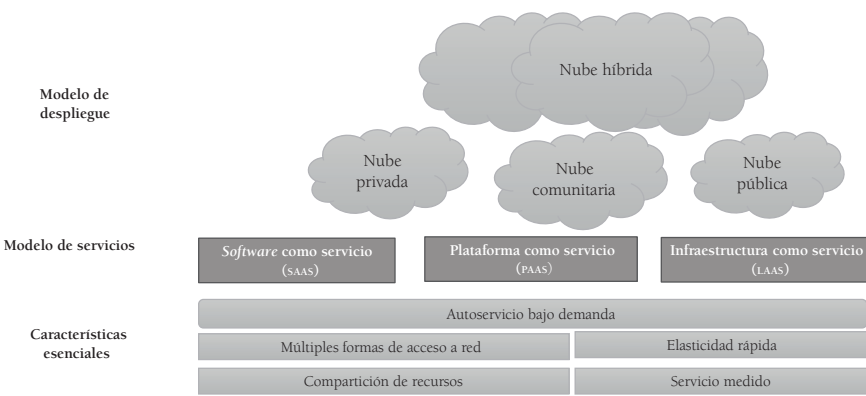 Modelo de
despliegue
Nube híbrida
Nube
privada
Nube
comunitaria
Nube
pública
Modelo de servicios
Software como servicio
(SAAS)
Plataforma como servicio
(PAAS)
Infraestructura como servicio
(LAAS)
Características
esenciales
Autoservicio bajo demanda
Múltiples formas de acceso a red
Elasticidad rápida
Compartición de recursos
Servicio medido